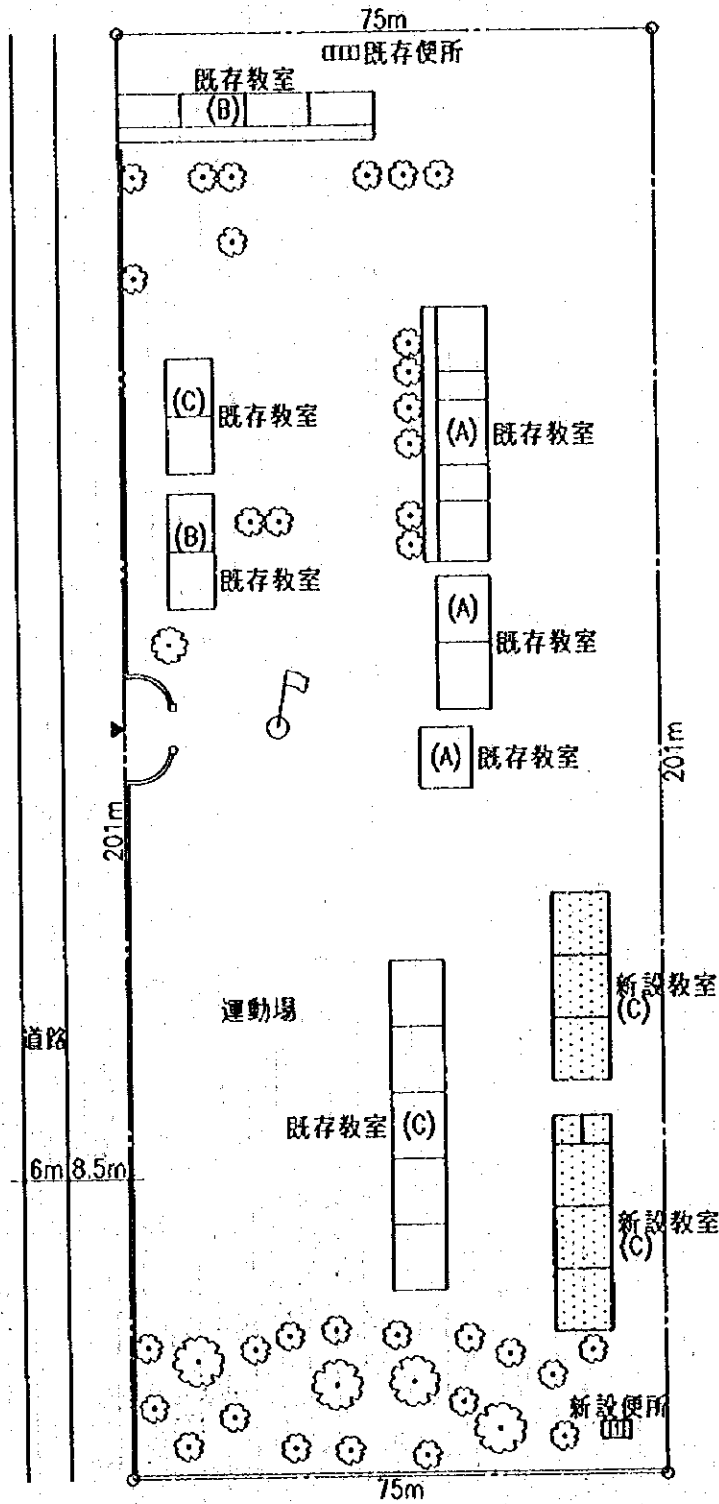 75m
既存便所
既存教室
(B)
(C)
既存教室
(A)
既存教室
(B)
既存教室
(A)
既存教室
(A)
既存教室
201m
201m
新設教室
(C)
運動場
道路
既存教室
(C)
6m
8.5m
新設教室
(C)
新設便所
75m